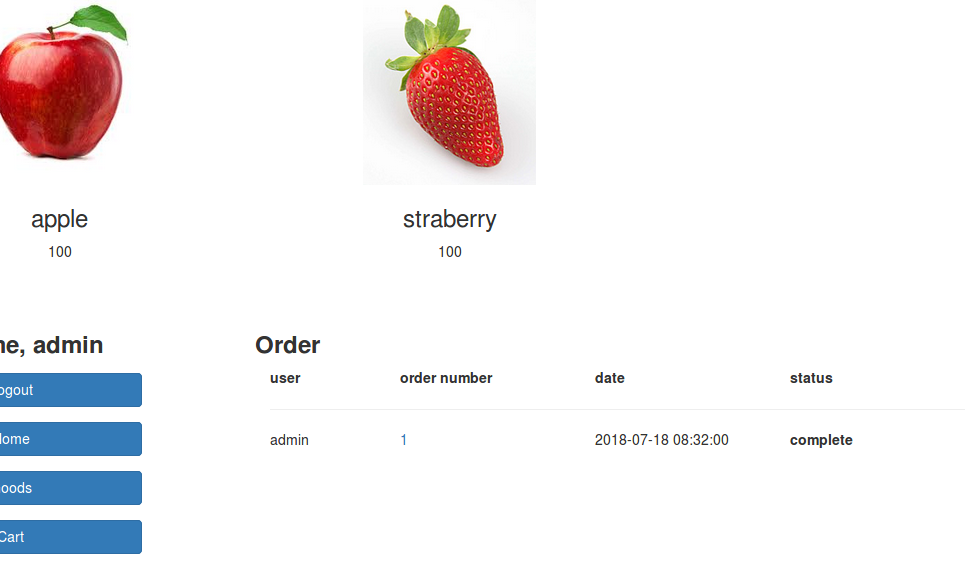 apple
straberry
100
100
ne, admin
Order
user order number date status
ogout
admin 1 2018-07-18 08:32:00 complete
ome
oods
Cart